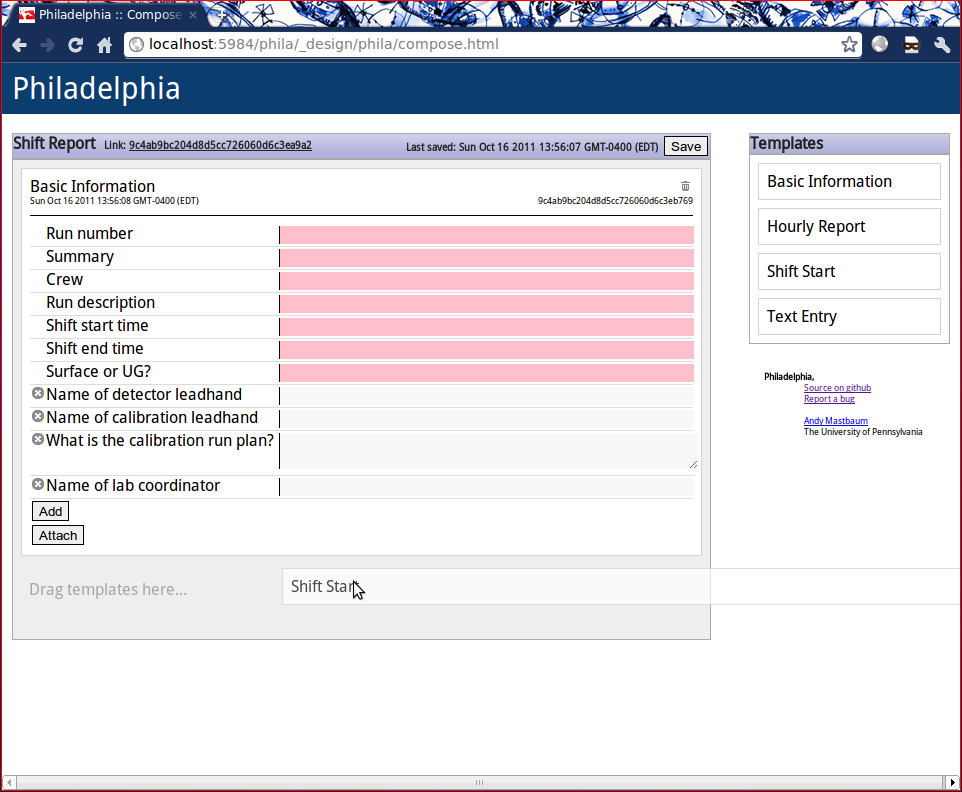 Philadelphia :: Compose
localhost:5984/phila/_design/phila/compose.html
Philadelphia
Shift Report Link: 9c4ab9bc204d8d5cc726060d6c3ea9a2 Last saved: Sun Oct 16 2011 13:56:07 GMT-0400 (EDT) Save
Basic Information
Sun Oct 16 2011 13:56:08 GMT-0400 (EDT) 9c4ab9bc204d8d5cc726060d6c3eb769
Run number
Summary
Crew
Run description
Shift start time
Shift end time
Surface or UG?
Name of detector leadhand
Name of calibration leadhand
What is the calibration run plan?
Name of lab coordinator
Add
Attach
Drag templates here...
Shift Start
Templates
Basic Information
Hourly Report
Shift Start
Text Entry
Philadelphia,
Source on github
Report a bug
Andy Mastbaum
The University of Pennsylvania